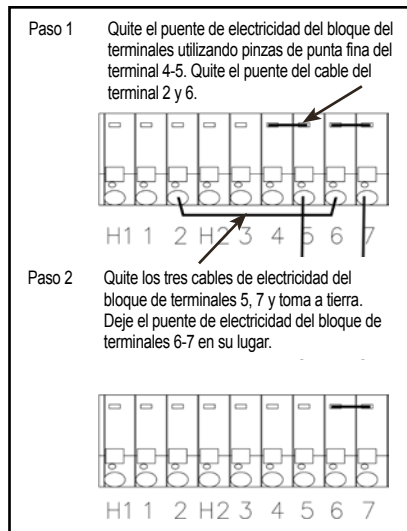 Paso 1 Quite el puente de electricidad del bloque del
terminales utilizando pinzas de punta fina del
terminal 4-5. Quite el puente del cable del
terminal 2 y 6.
H1 1 2 H2 3 4 5 6 7
Paso 2 Quite los tres cables de electricidad del
bloque de terminales 5, 7 y toma a tierra.
Deje el puente de electricidad del bloque de
terminales 6-7 en su lugar.
H1 1 2 H2 3 4 5 6 7